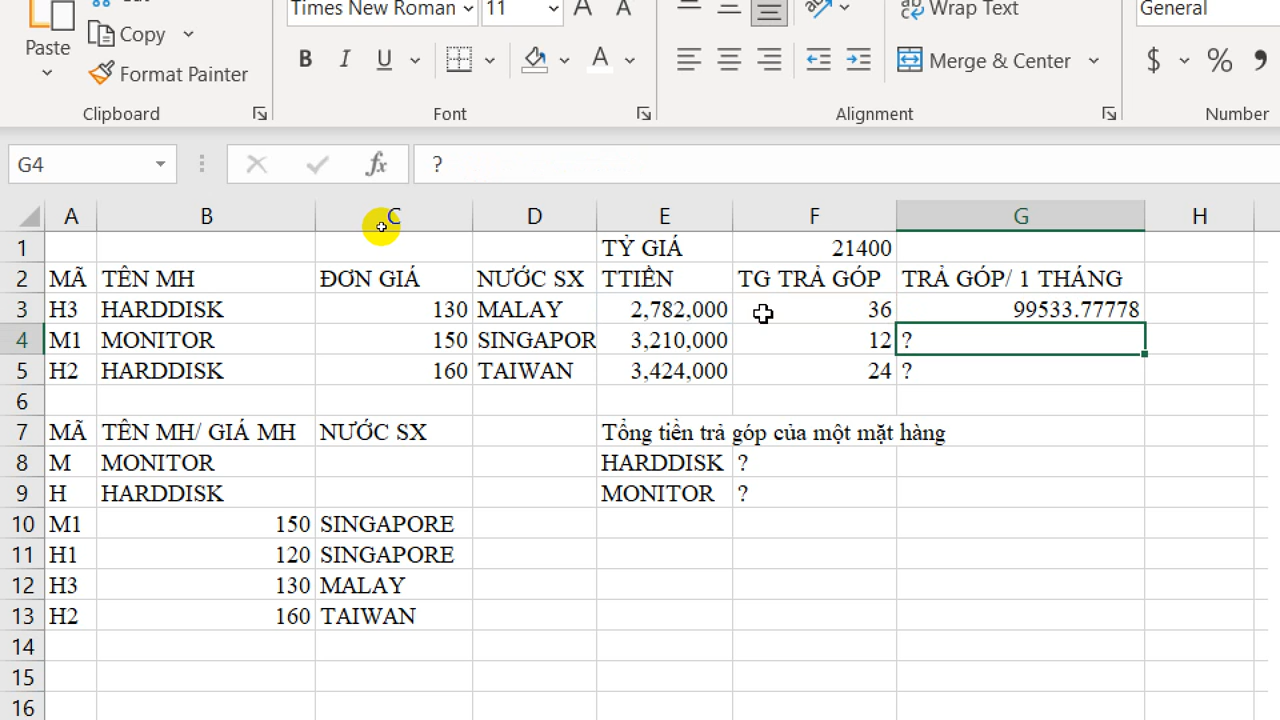 Paste
Copy
Format Painter
Clipboard
Times New Roman 11 A A
B I U A
Font
Wrap Text
Merge & Center
Alignment
General
$ % ,
Number
G4 fx ?
A B C D E F G H
1 TỶ GIÁ 21400
2 MÃ TÊN MH ĐƠN GIÁ NƯỚC SX TTIỀN TG TRẢ GÓP TRẢ GÓP/ 1 THÁNG
3 H3 HARDDISK 130 MALAY 2,782,000 36 99533.77778
4 M1 MONITOR 150 SINGAPOR 3,210,000 12 ?
5 H2 HARDDISK 160 TAIWAN 3,424,000 24 ?
6
7 MÃ TÊN MH/ GIÁ MH NƯỚC SX Tổng tiền trả góp của một mặt hàng
8 M MONITOR HARDDISK ?
9 H HARDDISK MONITOR ?
10 M1 150 SINGAPORE
11 H1 120 SINGAPORE
12 H3 130 MALAY
13 H2 160 TAIWAN
14
15
16